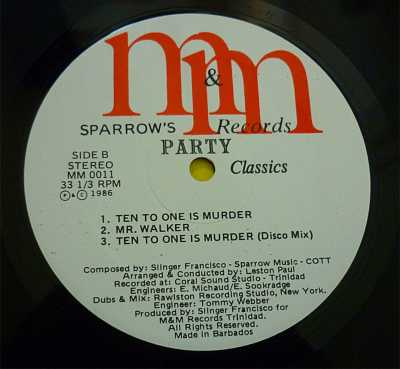 m&m
SPARROW'S Records
PARTY
Classics
SIDE B
STEREO
MM 0011
33 1/3 RPM
Ⓟ & © 1986
1. TEN TO ONE IS MURDER
2. MR. WALKER
3. TEN TO ONE IS MURDER (Disco Mix)
Composed by: Slinger Francisco - Sparrow Music - COTT
Arranged & Conducted by: Leston Paul
Recorded at: Coral Sound Studio - Trinidad
Engineers: E. Michaud/E. Sookradge
Dubs & Mix: Rawlston Recording Studio, New York.
Engineer: Tommy Webber
Produced by: Slinger Francisco for
M&M Records Trinidad.
All Rights Reserved.
Made in Barbados